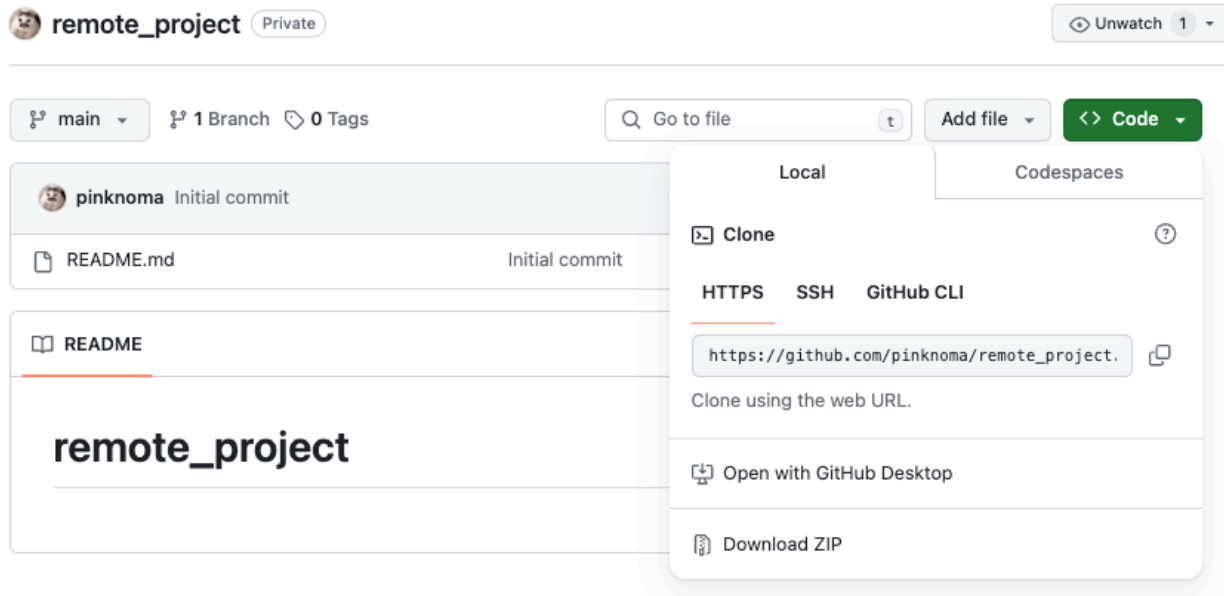 remote_project Private
Unwatch 1
main 1 Branch 0 Tags
Go to file t Add file Code
Local Codespaces
pinknoma Initial commit
Clone
README.md Initial commit
HTTPS SSH GitHub CLI
README
https://github.com/pinknoma/remote_project.
Clone using the web URL.
remote_project
Open with GitHub Desktop
Download ZIP